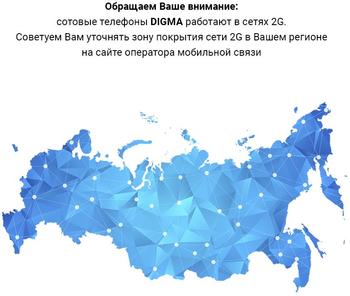 Обращаем Ваше внимание:
сотовые телефоны DIGMA работают в сетях 2G.
Советуем Вам уточнять зону покрытия сети 2G в Вашем регионе
на сайте оператора мобильной связи